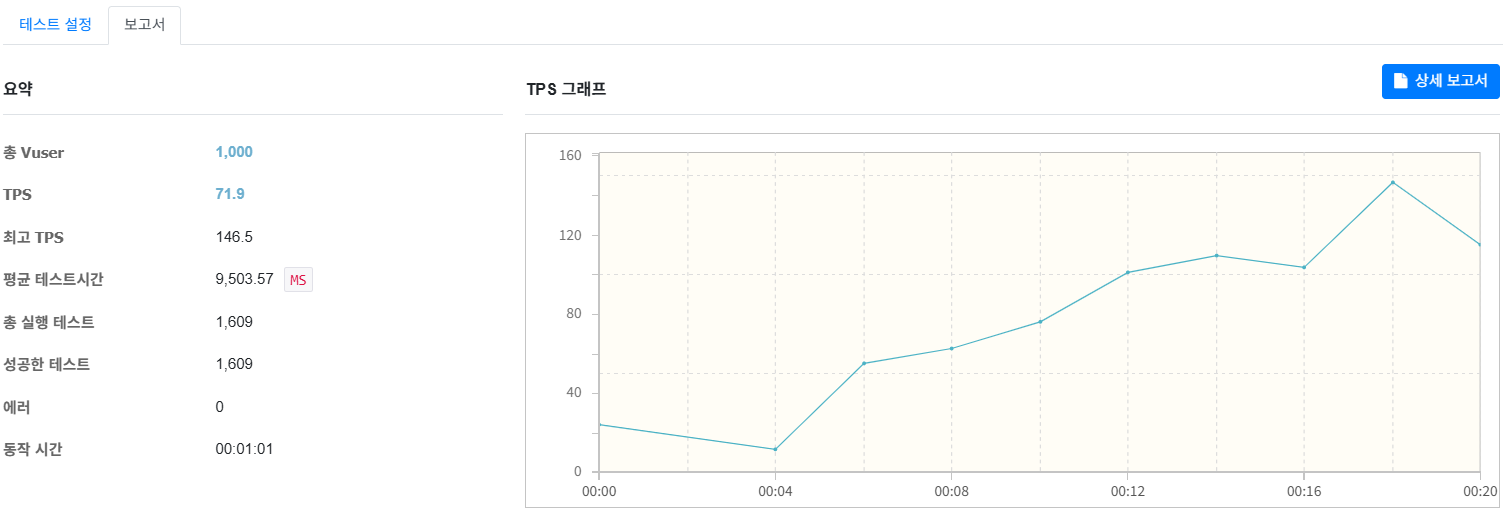 테스트 설정 보고서
요약
총 Vuser 1,000
TPS 71.9
최고 TPS 146.5
평균 테스트시간 9,503.57 MS
총 실행 테스트 1,609
성공한 테스트 1,609
에러 0
동작 시간 00:01:01
TPS 그래프 상세 보고서
160
120
80
40
0
00:00 00:04 00:08 00:12 00:16 00:20